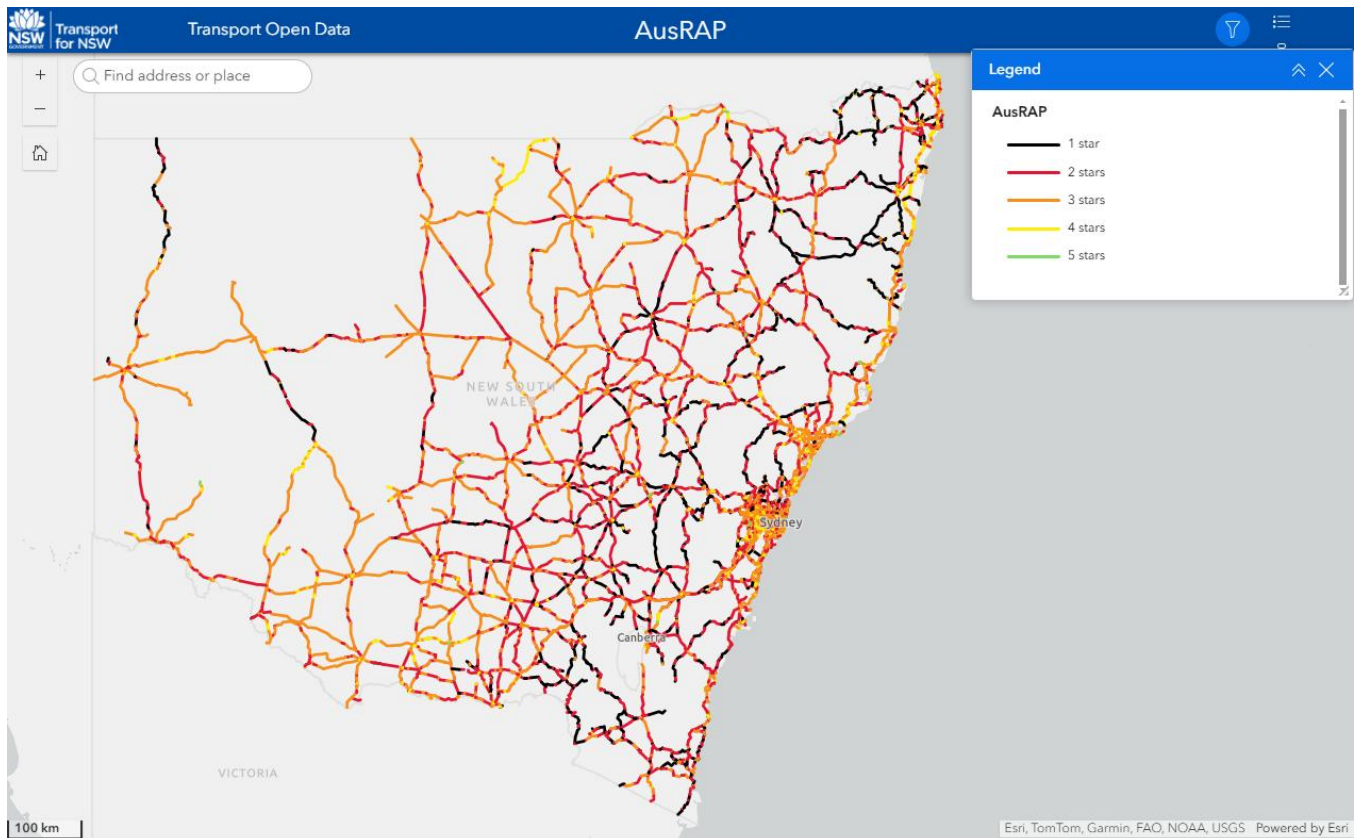 NSW
GOVERNMENT
Transport
for NSW
Transport Open Data
AusRAP
+
Find address or place
−
Legend
AusRAP
1 star
2 stars
3 stars
4 stars
5 stars
NEW SOUTH
WALES
Sydney
Canberra
VICTORIA
100 km
Esri, TomTom, Garmin, FAO, NOAA, USGS Powered by Esri